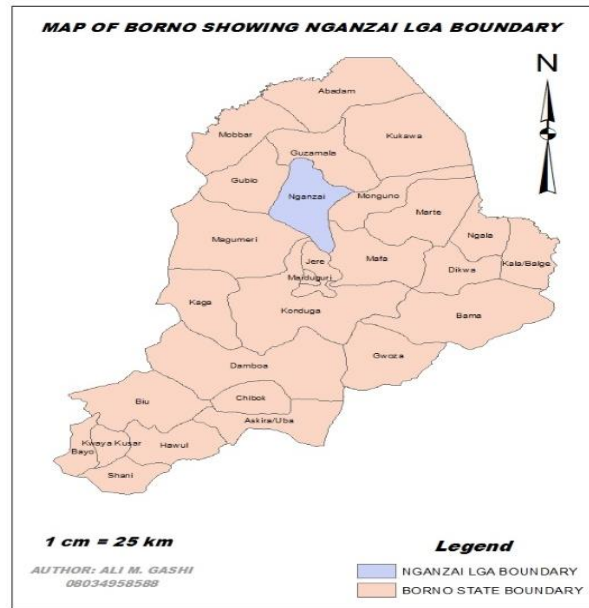 MAP OF BORNO SHOWING NGANZAI LGA BOUNDARY
N
Abadam
Mobbar
Kukawa
Guzamala
Gubio
Nganzai
Monguno
Marte
Ngala
Kala/Balge
Magumeri
Jere
Mafa
Dikwa
Maiduguri
Kaga
Konduga
Bama
Gwoza
Damboa
Chibok
Biu
Askira/Uba
Kwaya Kusar
Hawul
Bayo
Shani
1 cm = 25 km
Legend
AUTHOR: ALI M. GASHI
08034958588
NGANZAI LGA BOUNDARY
BORNO STATE BOUNDARY